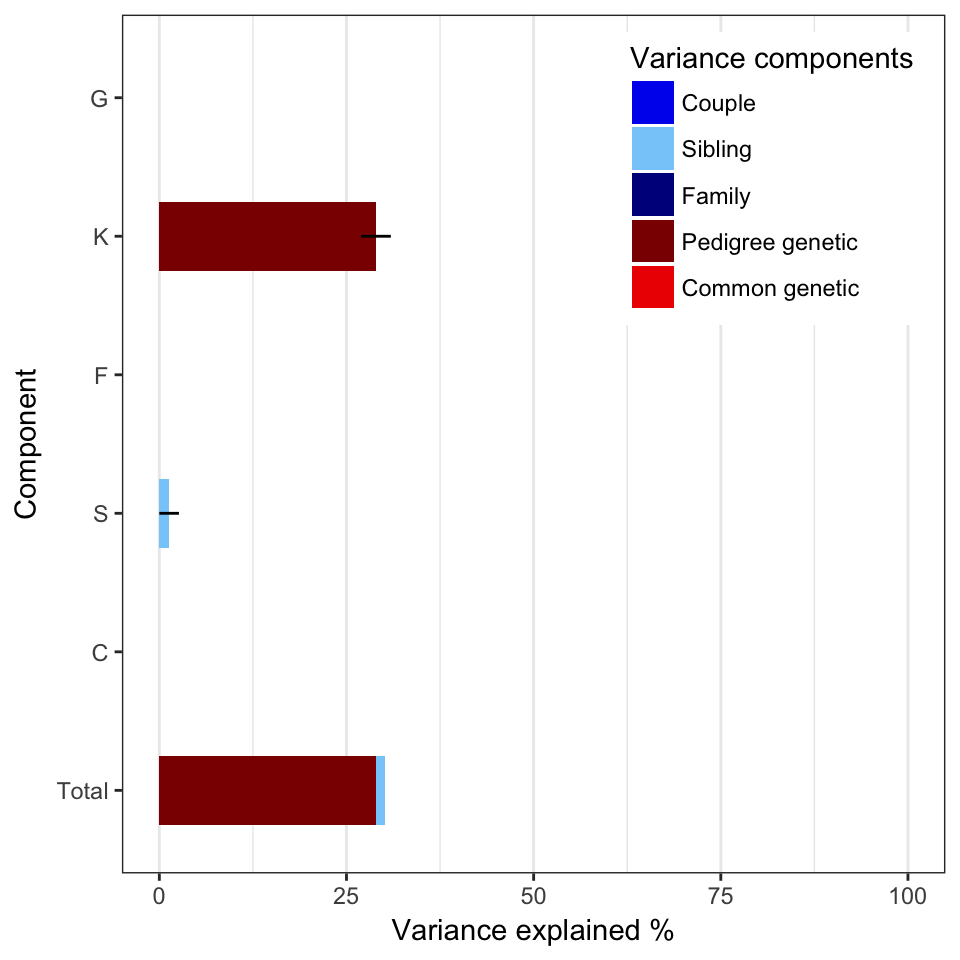 Variance components
Couple
Sibling
Family
Pedigree genetic
Common genetic
G
K
F
S
C
Total
Component
0 25 50 75 100
Variance explained %